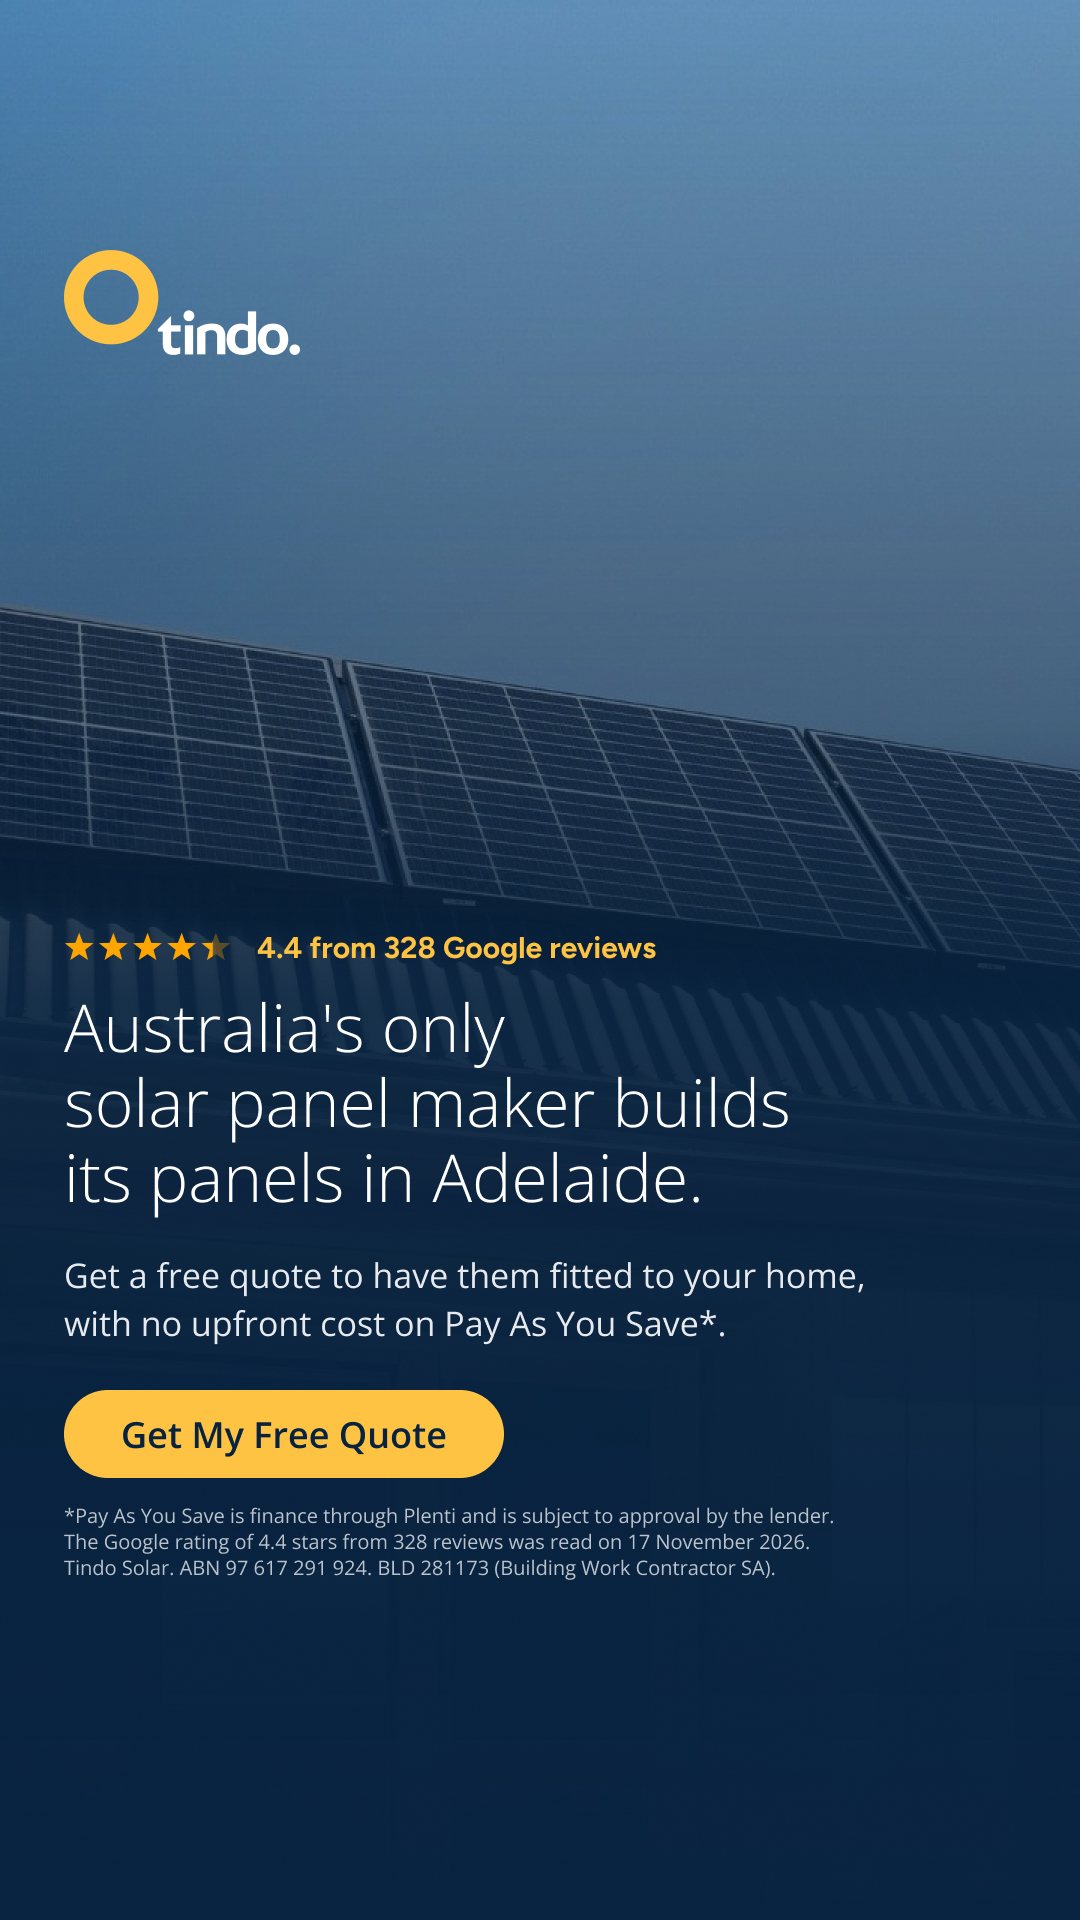 tindo.
4.4 from 328 Google reviews
Australia's only
solar panel maker builds
its panels in Adelaide.
Get a free quote to have them fitted to your home,
with no upfront cost on Pay As You Save*.
Get My Free Quote
*Pay As You Save is finance through Plenti and is subject to approval by the lender.
The Google rating of 4.4 stars from 328 reviews was read on 17 November 2026.
Tindo Solar. ABN 97 617 291 924. BLD 281173 (Building Work Contractor SA).